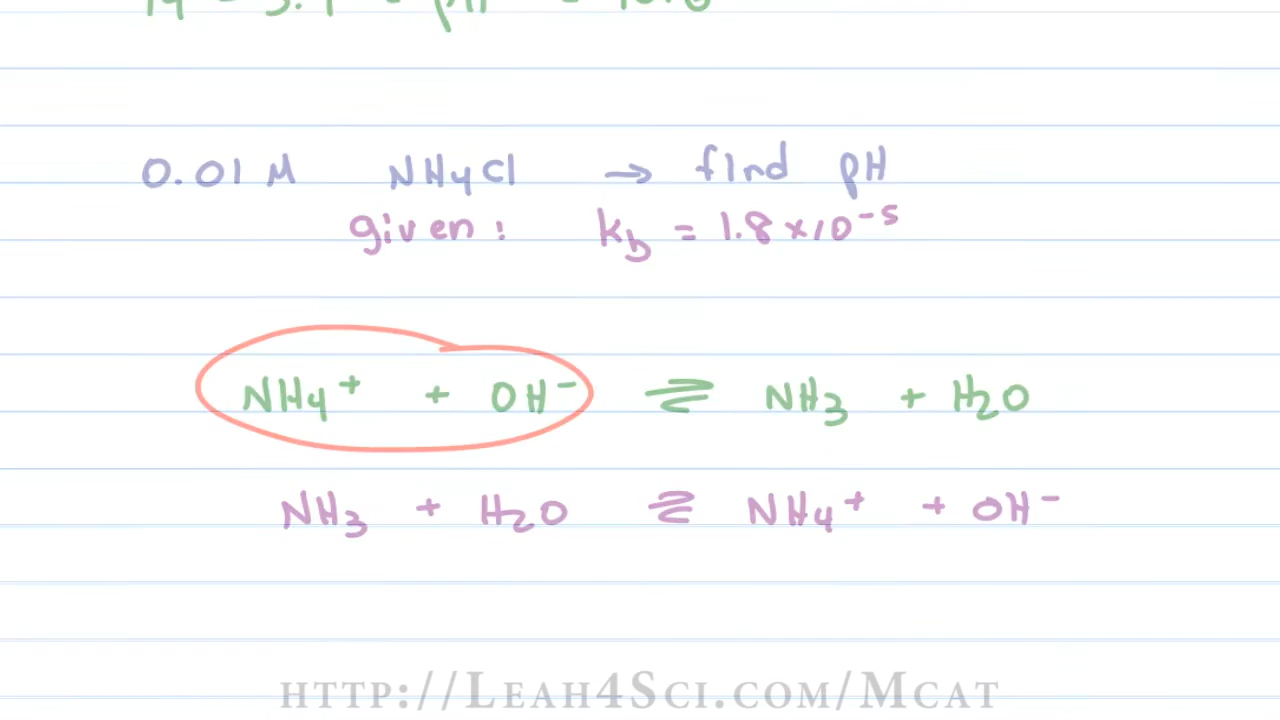 0.01 M NH4Cl → find pH
given: kb = 1.8×10-5
NH4+ + OH- ⇌ NH3 + H2O
NH3 + H2O ⇌ NH4+ + OH-
HTTP://LEAH4SCI.COM/MCAT